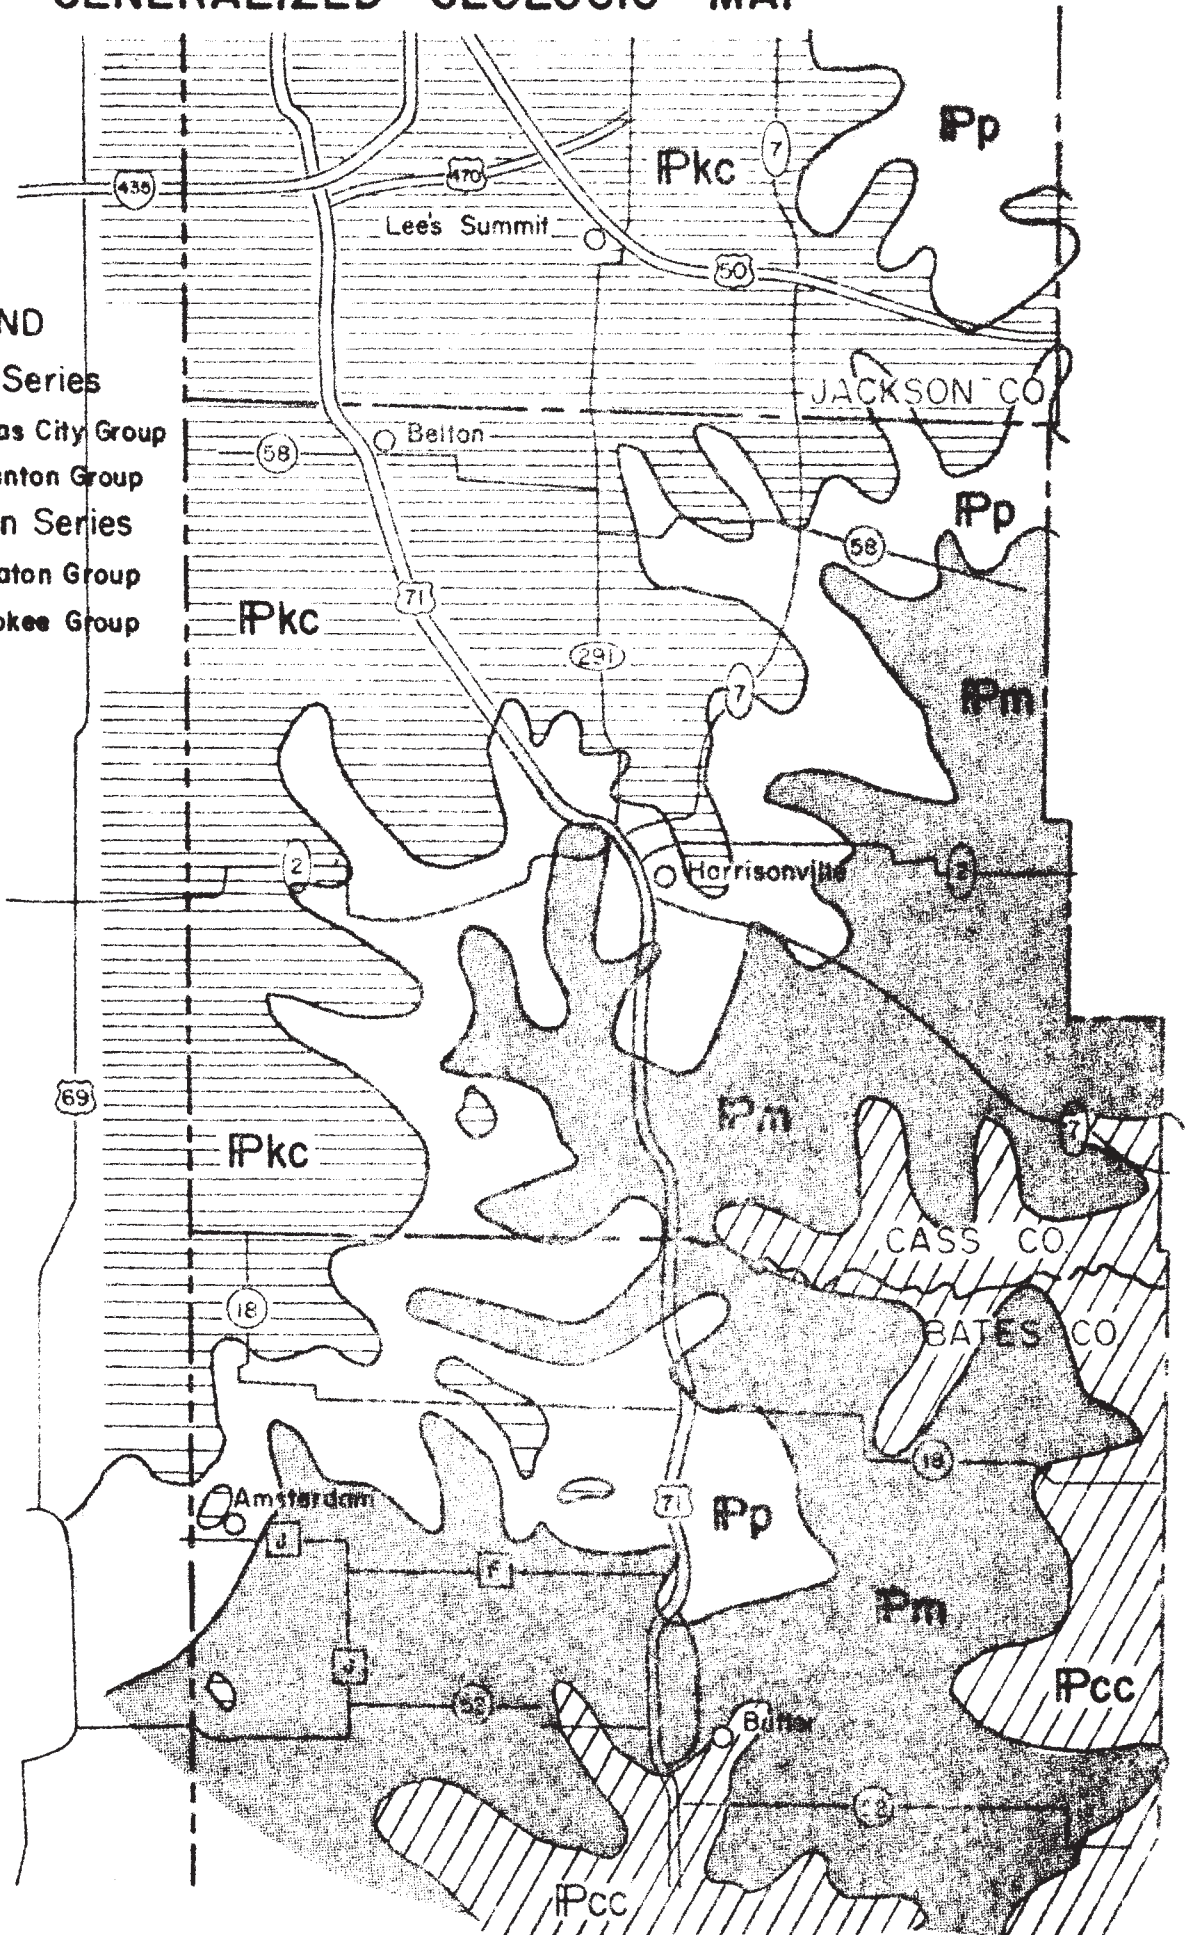 GENERALIZED GEOLOGIC MAP
IPp
7
IPkc
435
470
Lee's Summit
50
ND
Series
JACKSON CO
as City Group
Belton
58
enton Group
n Series
IPp
58
aton Group
71
okee Group
IPkc
291
7
IPm
2
Harrisonville
2
69
IPm
7
IPkc
CASS CO.
18
BATES CO
18
Amsterdam
71
IPp
J
F
IPm
J
IPcc
52
Butler
IPcc